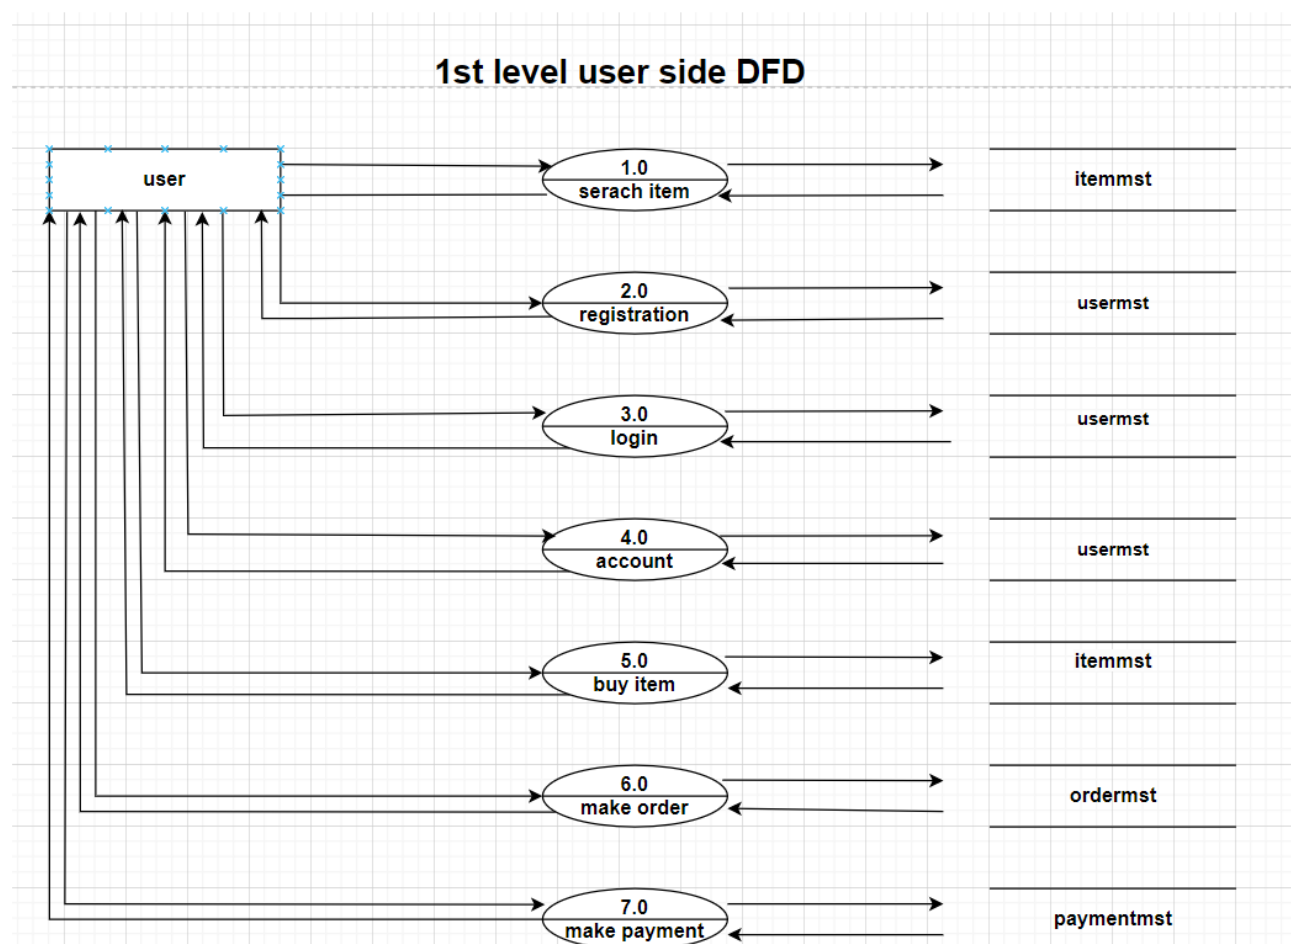 1st level user side DFD
user
1.0
serach item
itemmst
2.0
registration
usermst
3.0
login
usermst
4.0
account
usermst
5.0
buy item
itemmst
6.0
make order
ordermst
7.0
make payment
paymentmst